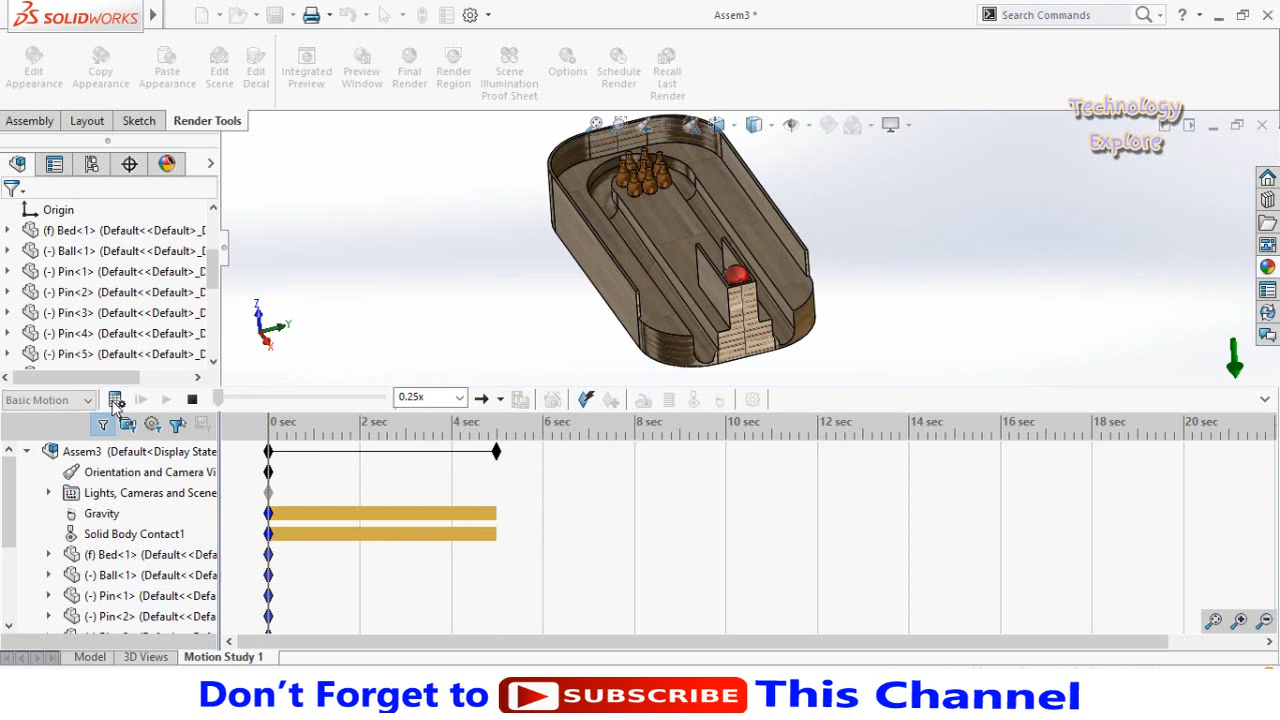 SOLIDWORKS
Assem3 *
Search Commands
?
Edit Appearance
Copy Appearance
Paste Appearance
Edit Scene
Edit Decal
Integrated Preview
Preview Window
Final Render
Render Region
Scene Illumination Proof Sheet
Options
Schedule Render
Recall Last Render
Assembly
Layout
Sketch
Render Tools
Technology
Explore
Origin
(f) Bed<1> (Default<<Default>_D
(-) Ball<1> (Default<<Default>_D
(-) Pin<1> (Default<<Default>_D
(-) Pin<2> (Default<<Default>_D
(-) Pin<3> (Default<<Default>_D
(-) Pin<4> (Default<<Default>_D
(-) Pin<5> (Default<<Default>_D
Z
Y
X
Basic Motion
0.25x
0 sec
2 sec
4 sec
6 sec
8 sec
10 sec
12 sec
14 sec
16 sec
18 sec
20 sec
Assem3 (Default<Display State
Orientation and Camera Vi
Lights, Cameras and Scene
Gravity
Solid Body Contact1
(f) Bed<1> (Default<<Defa
(-) Ball<1> (Default<<Defa
(-) Pin<1> (Default<<Defa
(-) Pin<2> (Default<<Defa
Model
3D Views
Motion Study 1
Don't Forget to SUBSCRIBE This Channel